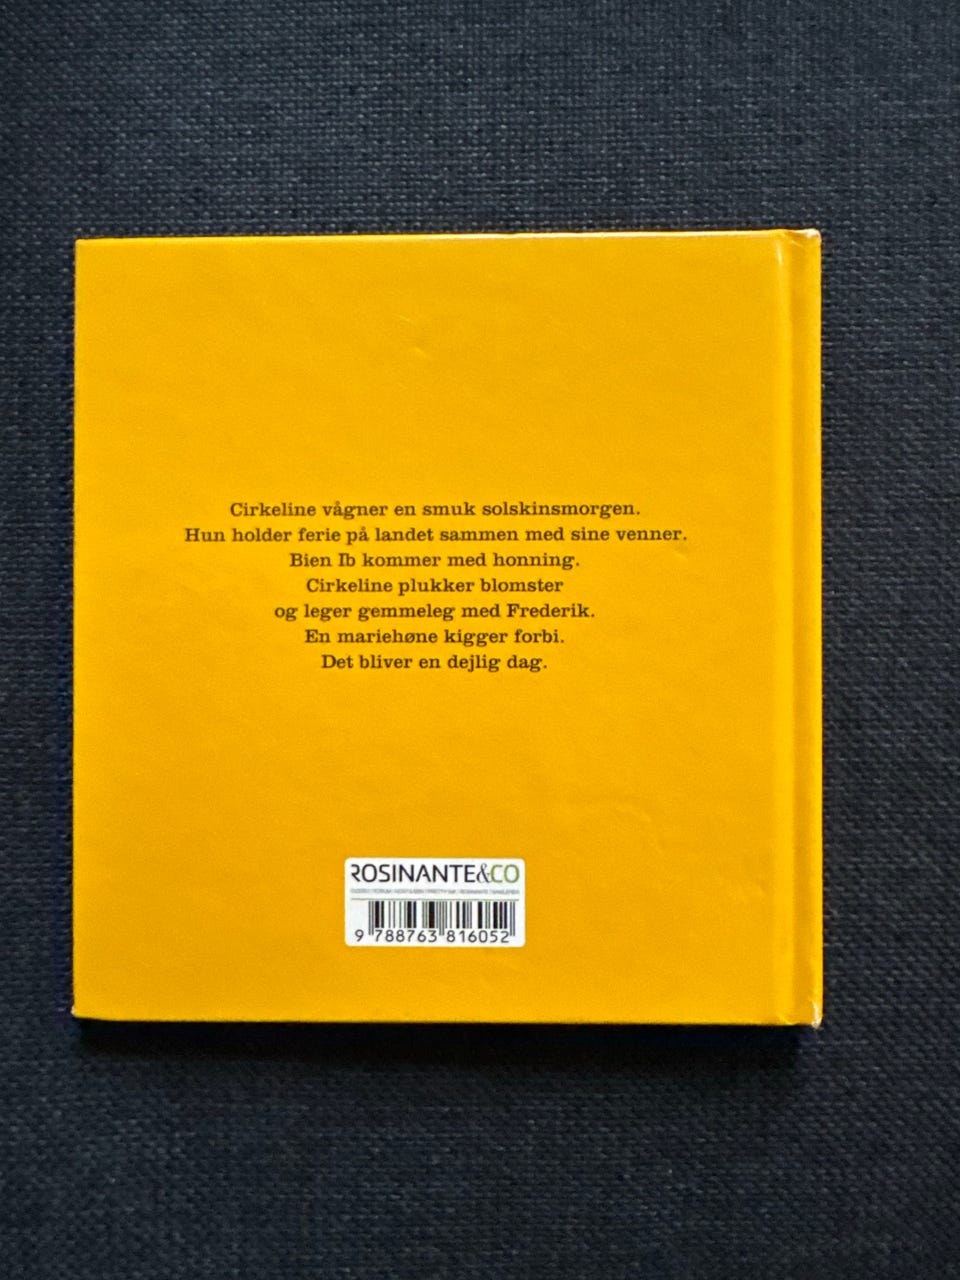 Cirkeline vågner en smuk solskinsmorgen.
Hun holder ferie på landet sammen med sine venner.
Bien Ib kommer med honning.
Cirkeline plukker blomster
og leger gemmeleg med Frederik.
En mariehøne kigger forbi.
Det bliver en dejlig dag.
ROSINANTE&CO
9 788763 816052